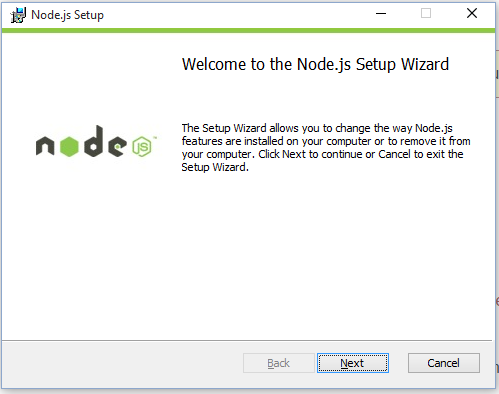 Node.js Setup
Welcome to the Node.js Setup Wizard
node JS™
The Setup Wizard allows you to change the way Node.js
features are installed on your computer or to remove it from
your computer. Click Next to continue or Cancel to exit the
Setup Wizard.
Back
Next
Cancel